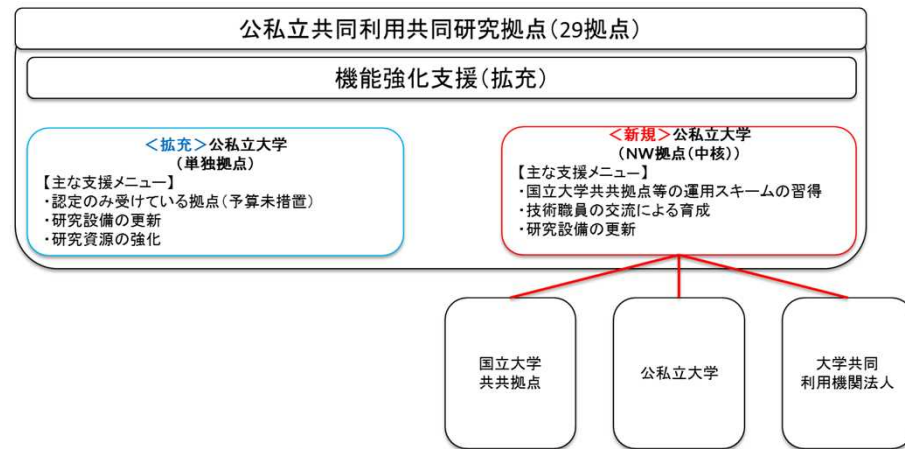 公私立共同利用共同研究拠点(29拠点)
機能強化支援(拡充)
<拡充>公私立大学
(単独拠点)
【主な支援メニュー】
・認定のみ受けている拠点(予算未措置)
・研究設備の更新
・研究資源の強化
<新規>公私立大学
(NW拠点(中核))
【主な支援メニュー】
・国立大学共共拠点等の運用スキームの習得
・技術職員の交流による育成
・研究設備の更新
国立大学
共共拠点
公私立大学
大学共同
利用機関法人